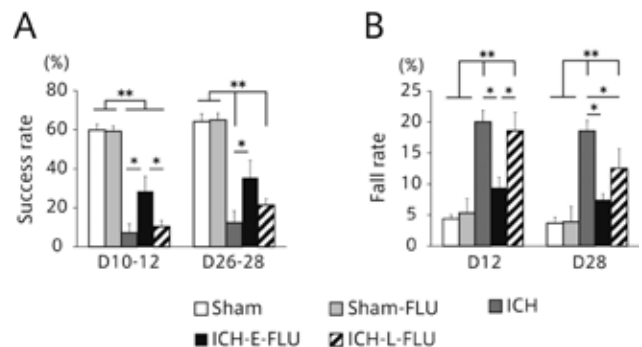 A
(%)
**
**
80
60
40
20
0
*
*
*
Success rate
D10-12
D26-28
B
(%)
**
**
25
20
15
10
5
0
*
*
*
*
Fall rate
D12
D28
Sham
Sham-FLU
ICH
ICH-E-FLU
ICH-L-FLU